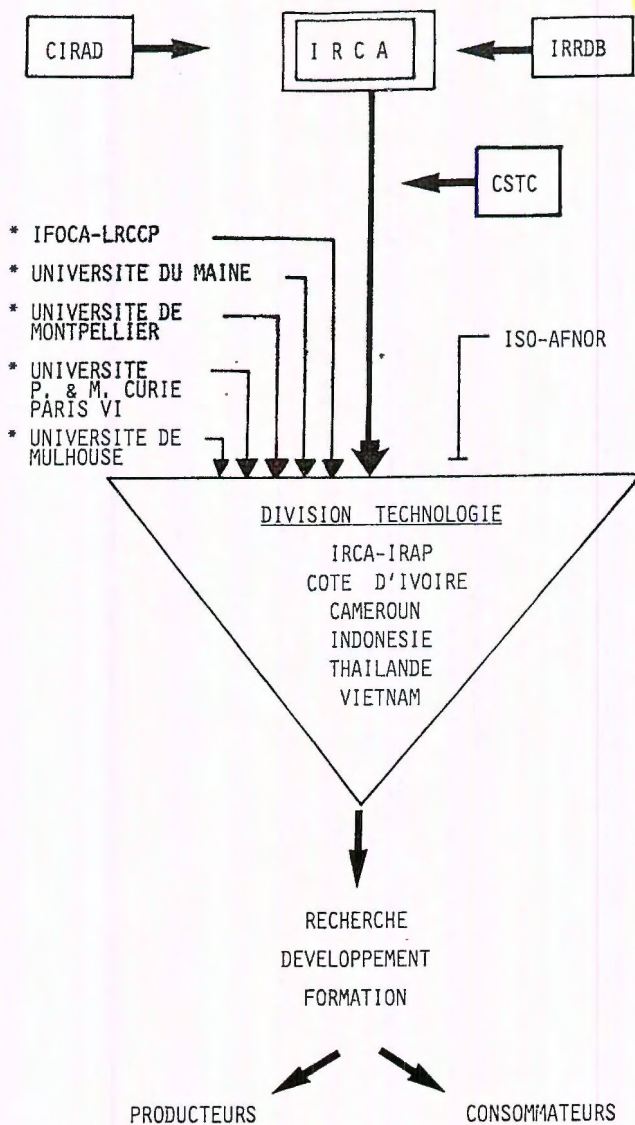 CIRAD
IRCA
IRRDB
CSTC
* IFOCA-LRCCP
* UNIVERSITE DU MAINE
* UNIVERSITE DE
MONTPELLIER
* UNIVERSITE
P. & M. CURIE
PARIS VI
* UNIVERSITE DE
MULHOUSE
ISO-AFNOR
DIVISION TECHNOLOGIE
IRCA-IRAP
COTE D'IVOIRE
CAMEROUN
INDONESIE
THAILANDE
VIETNAM
RECHERCHE
DEVELOPPEMENT
FORMATION
PRODUCTEURS
CONSOMMATEURS